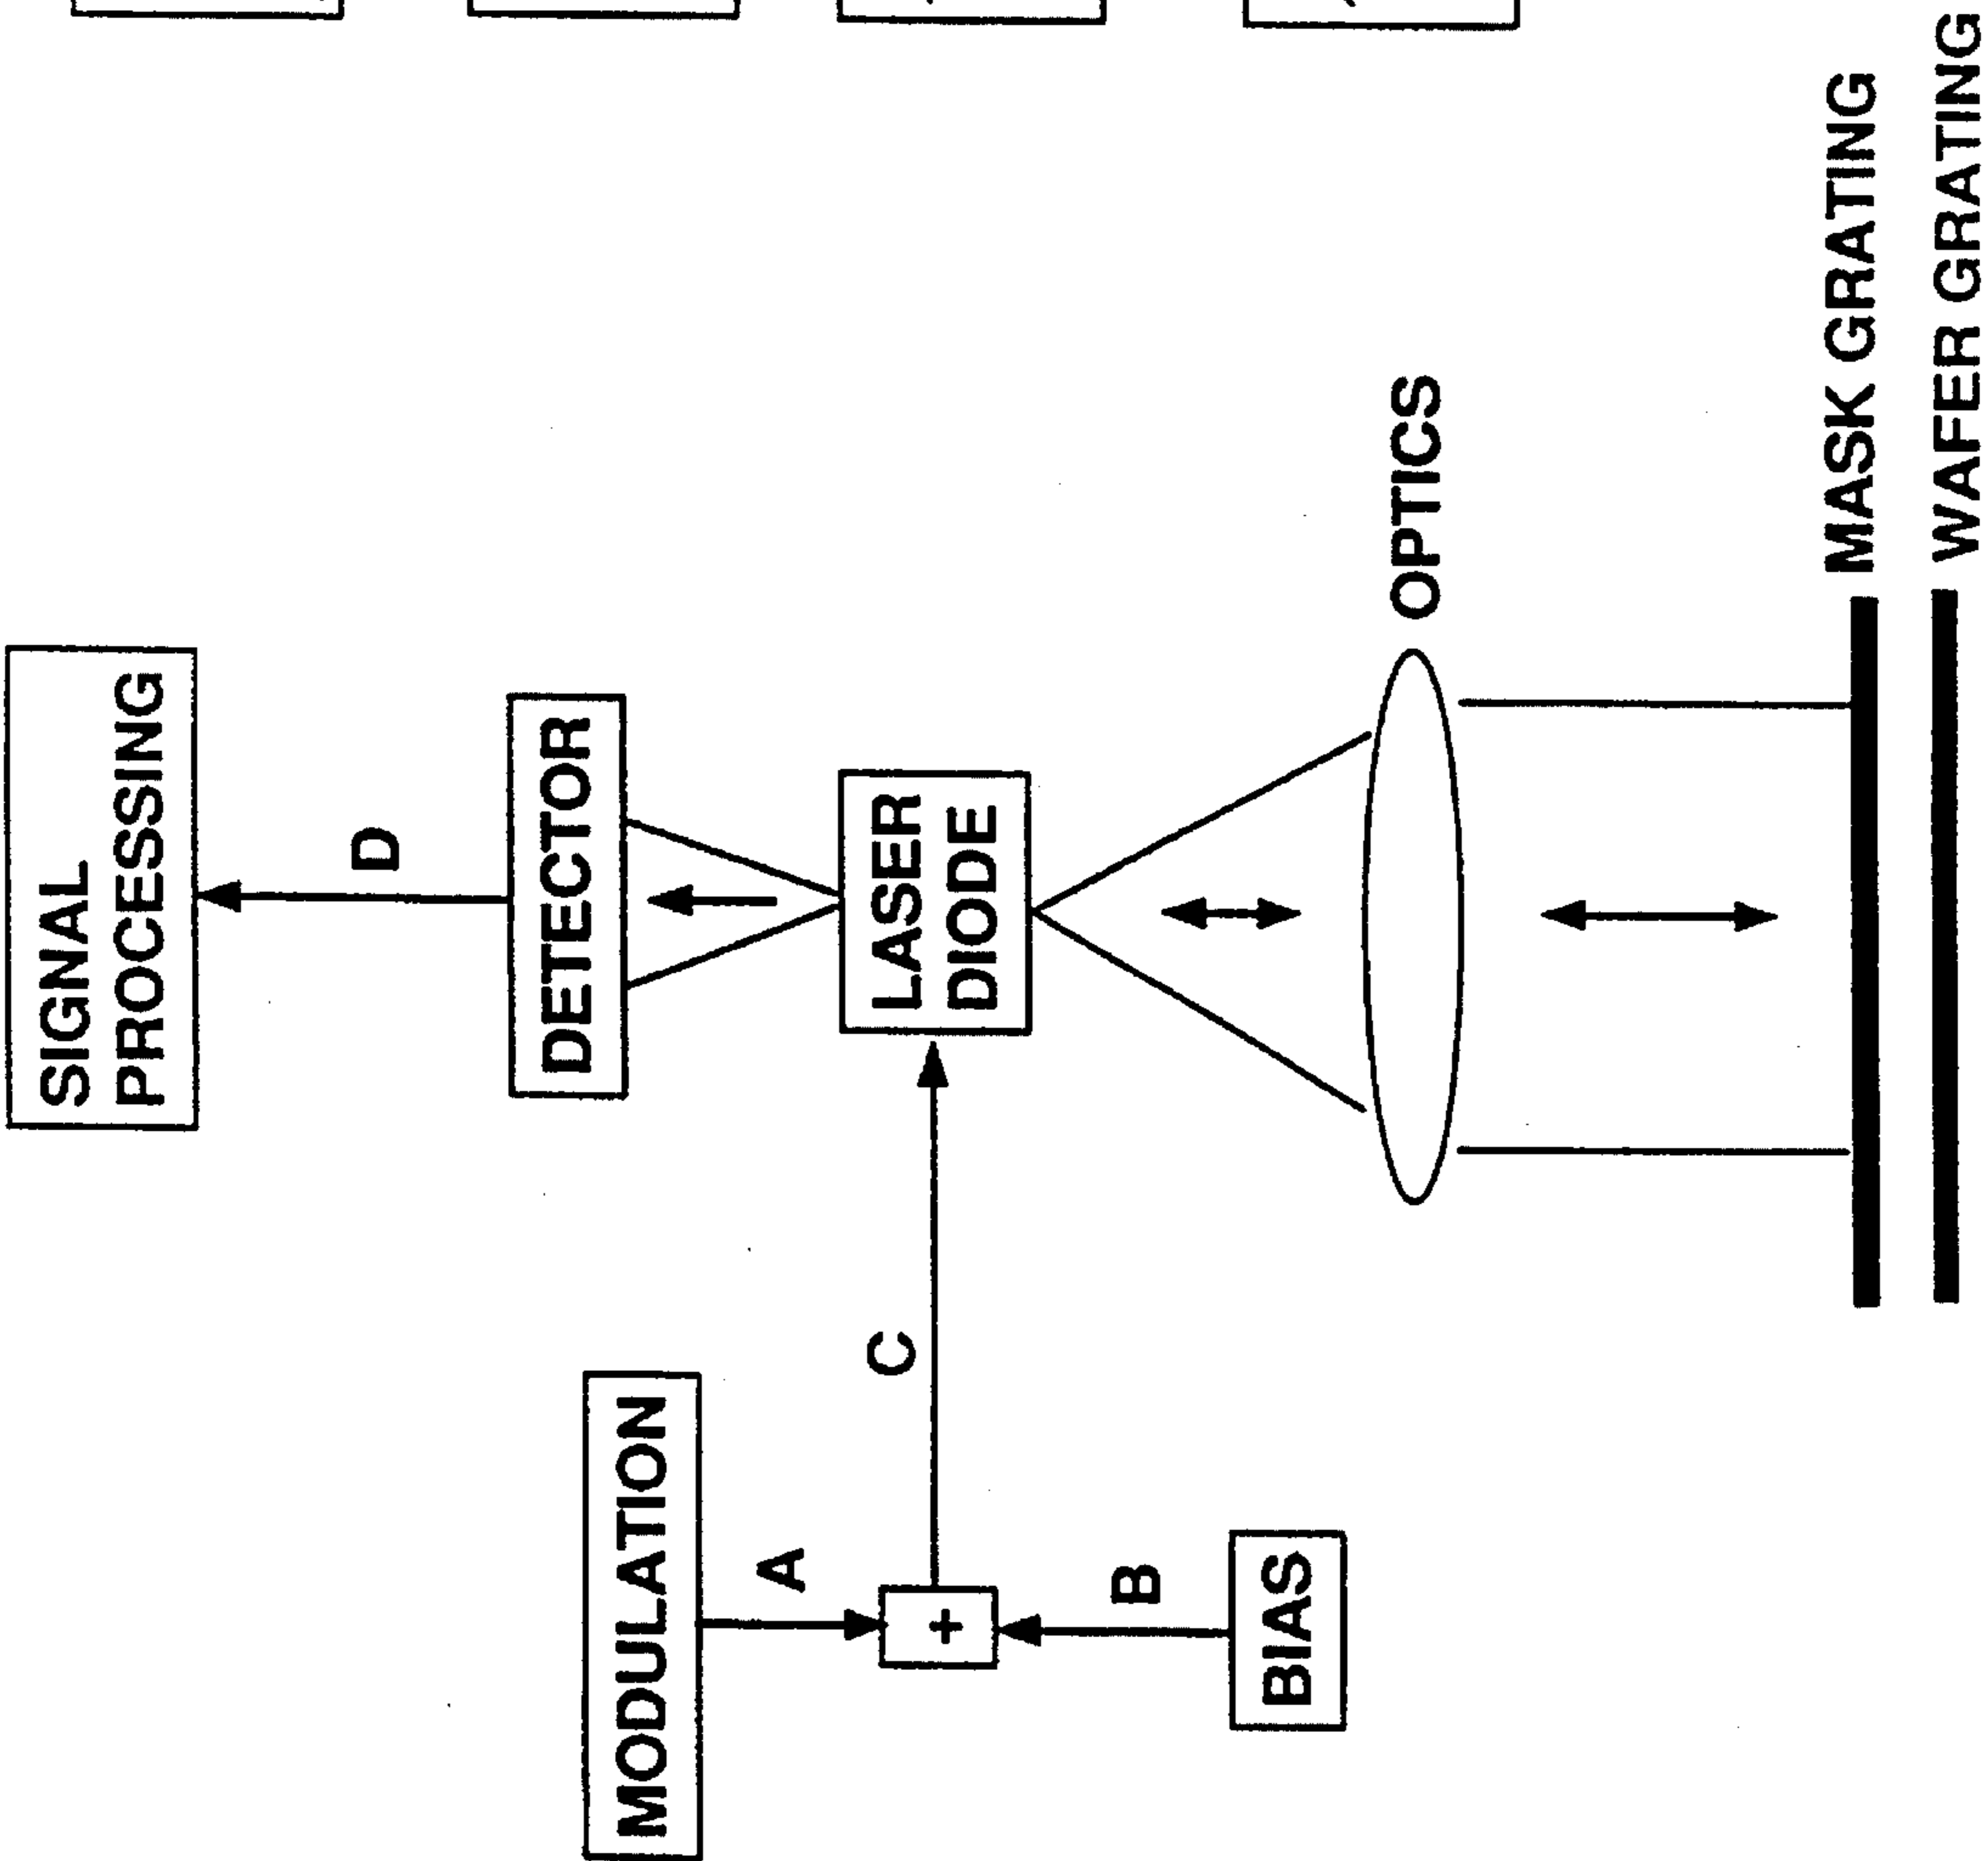 SIGNAL
PROCESSING
D
DETECTOR
MODULATION
A
C
LASER
DIODE
+
B
BIAS
OPTICS
MASK GRATING
WAFER GRATING